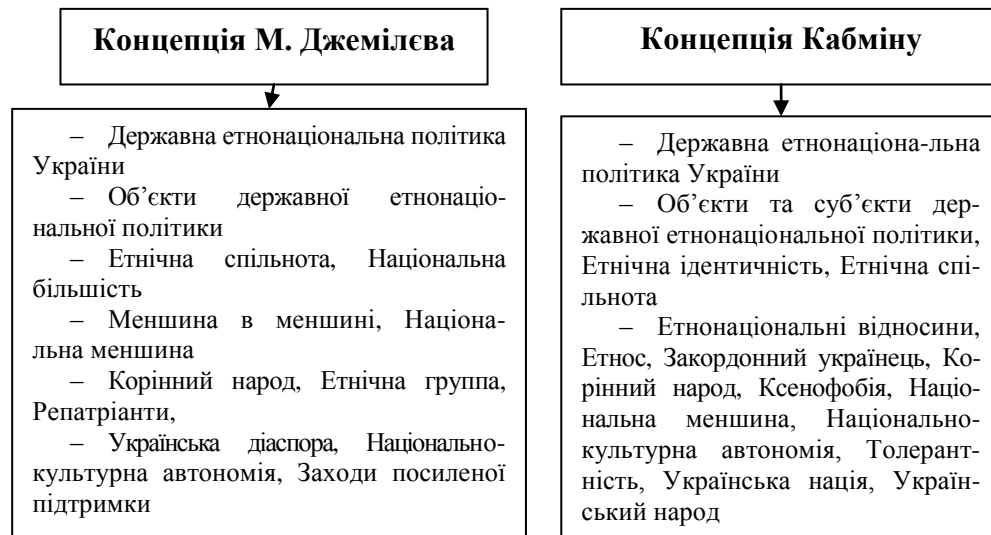 Концепція М. Джемілєва
– Державна етнонаціональна політика
України
– Об’єкти державної етнонаціо-
нальної політики
– Етнічна спільнота, Національна
більшість
– Меншина в меншині, Націона-
льна меншина
– Корінний народ, Етнічна группа,
Репатріанти,
– Українська діаспора, Національно-
культурна автономія, Заходи посиленої
підтримки
Концепція Кабміну
– Державна етнонаціона-льна
політика України
– Об’єкти та суб’єкти дер-
жавної етнонаціональної політики,
Етнічна ідентичність, Етнічна спі-
льнота
– Етнонаціональні відносини,
Етнос, Закордонний українець, Ко-
рінний народ, Ксенофобія, Націо-
нальна меншина, Національно-
культурна автономія, Толерант-
ність, Українська нація, Україн-
ський народ